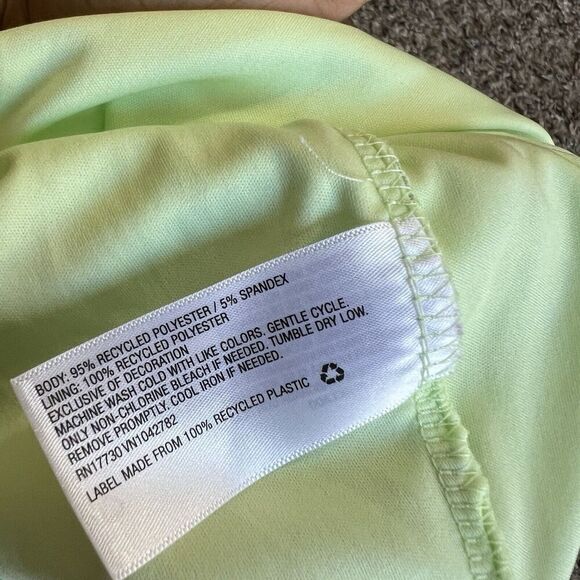 BODY: 95% RECYCLED POLYESTER / 5% SPANDEX
LINING: 100% RECYCLED POLYESTER
EXCLUSIVE OF DECORATION
MACHINE WASH COLD WITH LIKE COLORS. GENTLE CYCLE.
ONLY NON-CHLORINE BLEACH IF NEEDED. TUMBLE DRY LOW.
REMOVE PROMPTLY. COOL IRON IF NEEDED.
RN17730 VN1042782
LABEL MADE FROM 100% RECYCLED PLASTIC